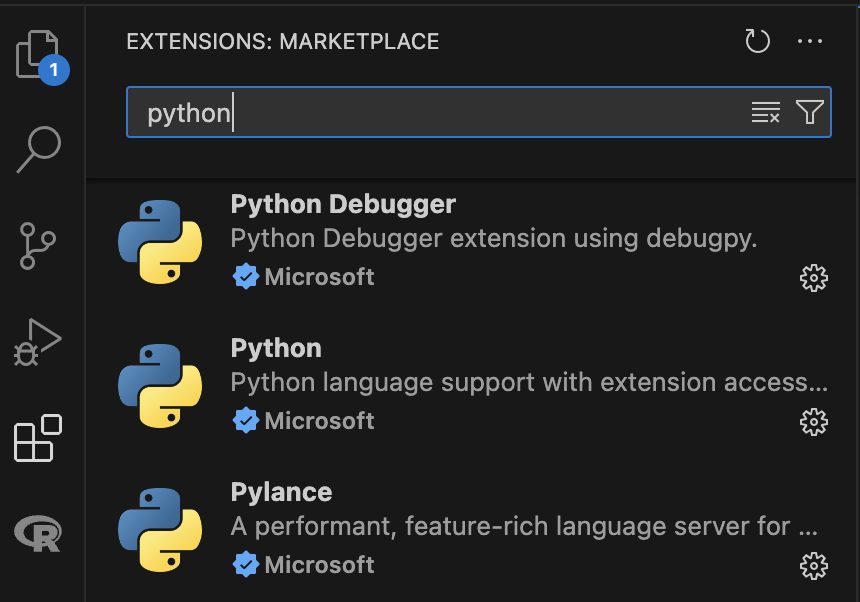 EXTENSIONS: MARKETPLACE
1
python
Python Debugger
Python Debugger extension using debugpy.
Microsoft
Python
Python language support with extension access...
Microsoft
Pylance
A performant, feature-rich language server for ...
Microsoft
R